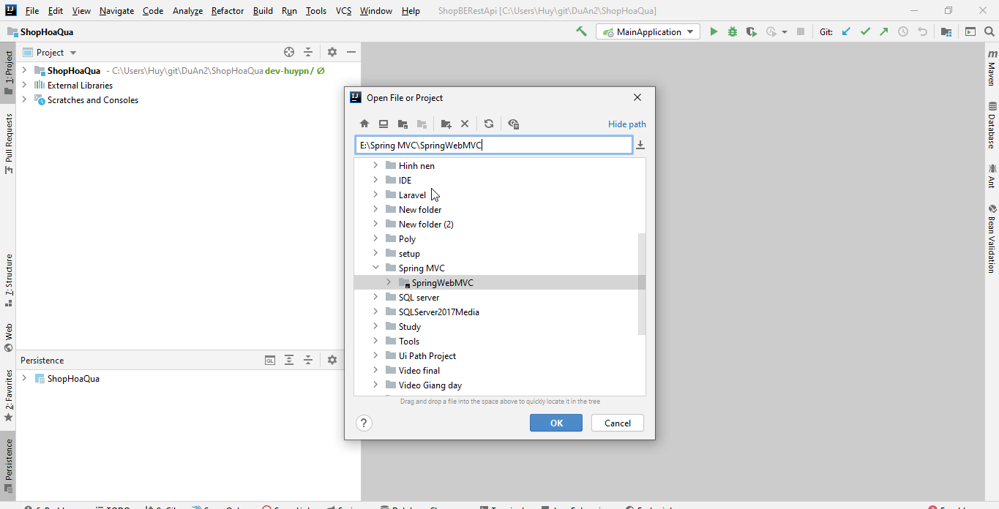 File Edit View Navigate Code Analyze Refactor Build Run Tools VCS Window Help ShopBERestApi [C:\Users\Huy\git\DuAn2\ShopHoaQua]
ShopHoaQua
MainApplication
Git:
1: Project
Pull Requests
7: Structure
Web
2: Favorites
Persistence
Project
ShopHoaQua - C:\Users\Huy\git\DuAn2\ShopHoaQua dev-huypn / Ø
External Libraries
Scratches and Consoles
Persistence
QL
ShopHoaQua
Open File or Project
Hide path
E:\Spring MVC\SpringWebMVC
Hinh nen
IDE
Laravel
New folder
New folder (2)
Poly
setup
Spring MVC
SpringWebMVC
SQL server
SQLServer2017Media
Study
Tools
Ui Path Project
Video final
Video Giang day
Drag and drop a file into the space above to quickly locate it in the tree
?
OK
Cancel
m Maven
Database
Ant
Bean Validation